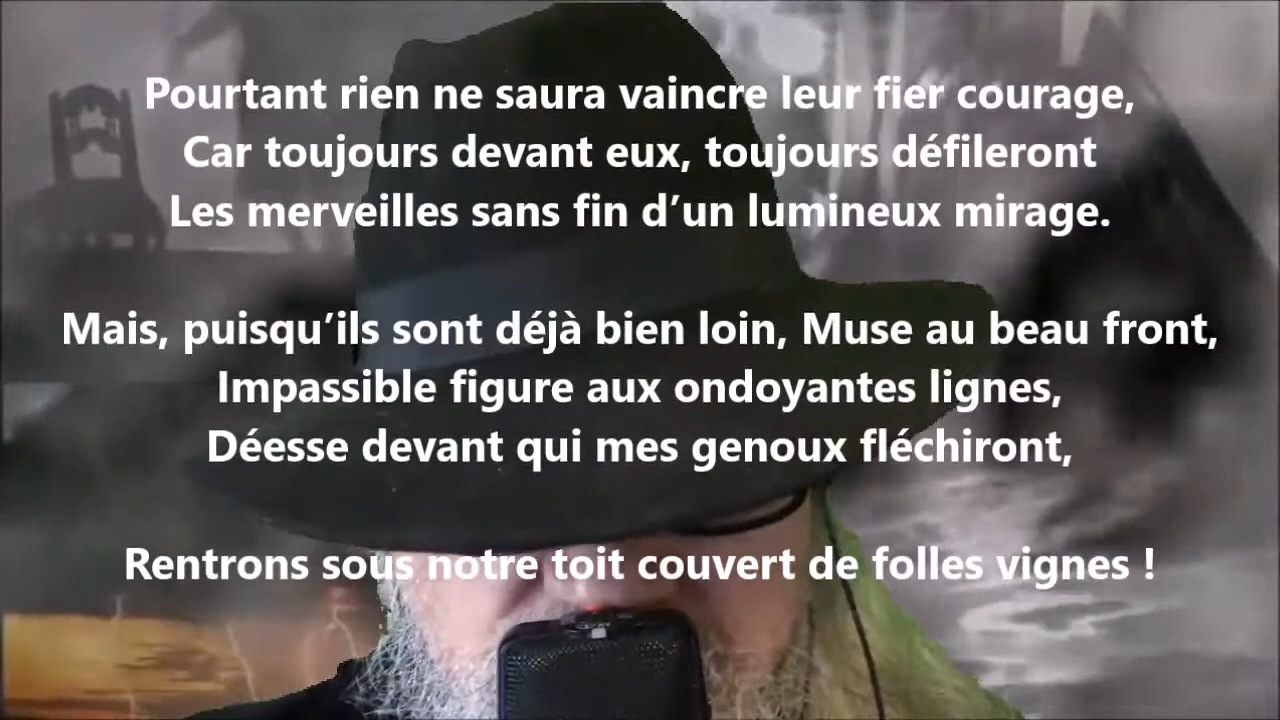 Pourtant rien ne saura vaincre leur fier courage,
Car toujours devant eux, toujours défileront
Les merveilles sans fin d’un lumineux mirage.
Mais, puisqu’ils sont déjà bien loin, Muse au beau front,
Impassible figure aux ondoyantes lignes,
Déesse devant qui mes genoux fléchiront,
Rentrons sous notre toit couvert de folles vignes !